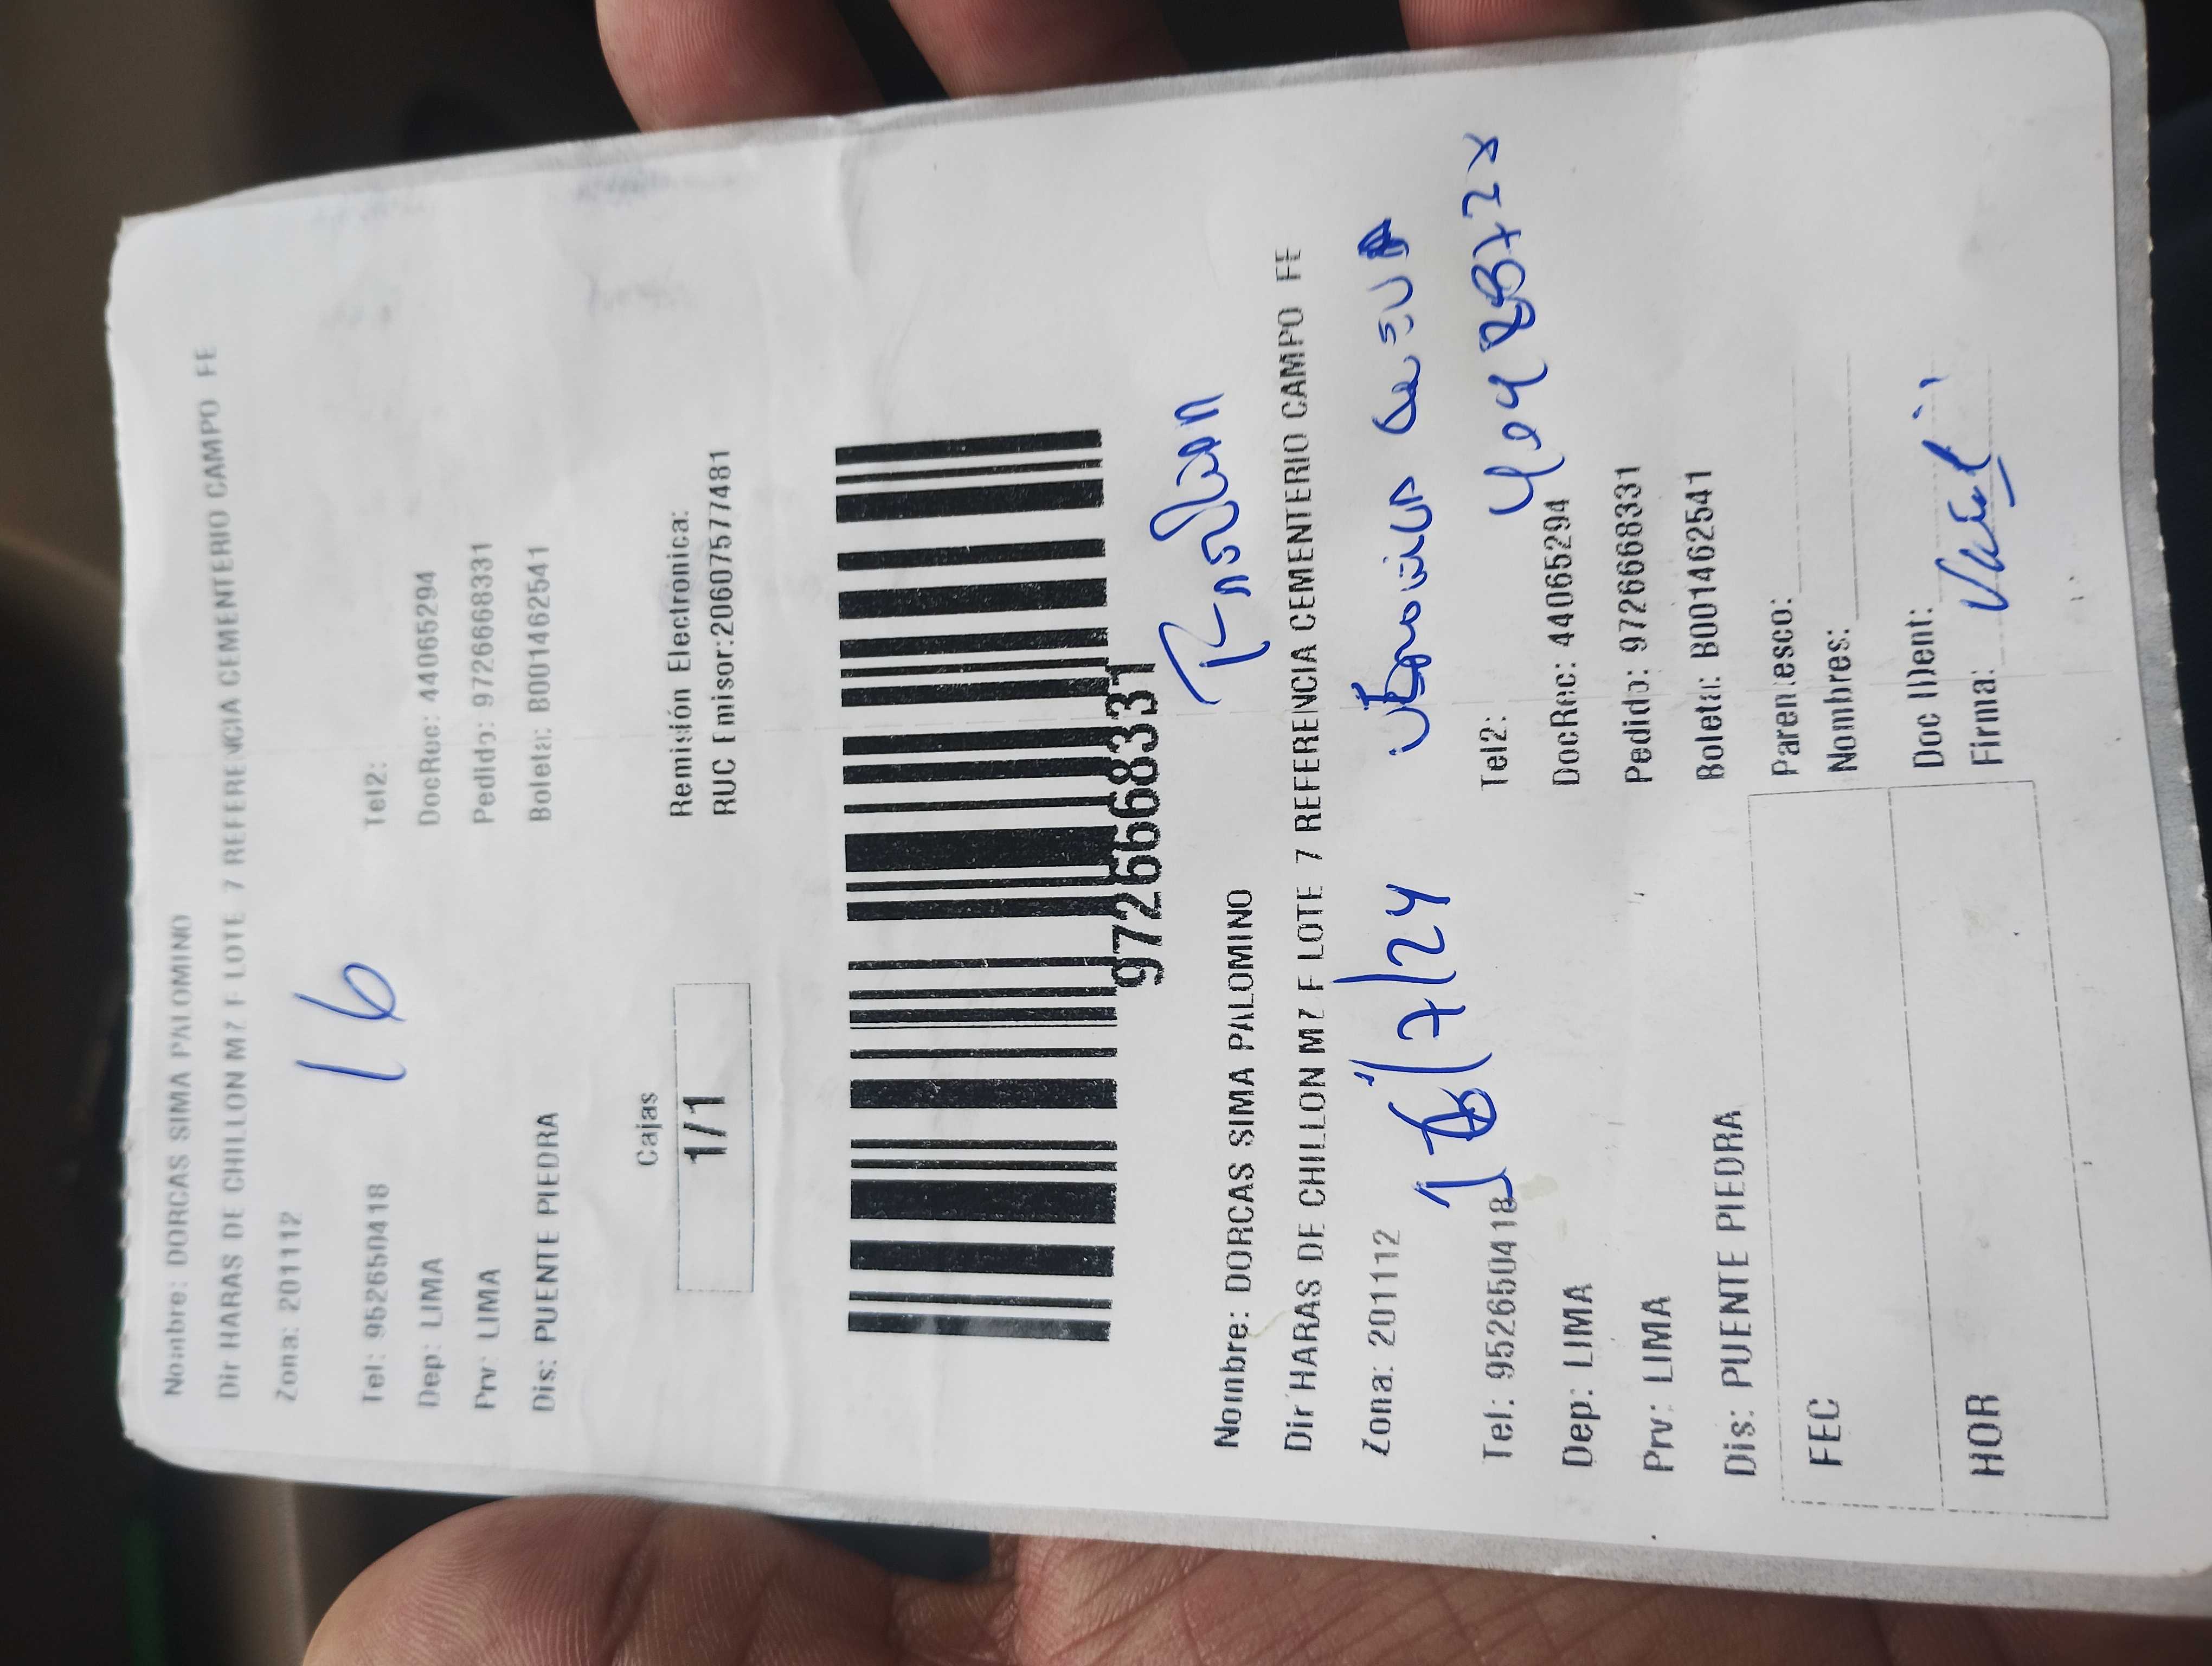 Nombre: DORCAS SIMA PALOMINO
Dir HARAS DE CHILLON MZ F LOTE 7 REFERENCIA CEMENTERIO CAMPO FE
Zona: 201112
16
Tel: 952650418 Tel2:
Dep: LIMA DocRec: 44065294
Prv: LIMA Pedido: 9726668331
Dis: PUENTE PIEDRA Boleta: B001462541
Cajas
1/1
Remisión Electrónica:
RUC Emisor:20607577481
9726668331
Nombre: DORCAS SIMA PALOMINO
Dir HARAS DE CHILLON MZ F LOTE 7 REFERENCIA CEMENTERIO CAMPO FE
Zona: 201112
16/7/24
Tel: 952650418 Tel2:
Dep: LIMA DocRec: 44065294
Prv: LIMA Pedido: 9726668331
Dis: PUENTE PIEDRA Boleta: B001462541
FEC
HOR
Parentesco:
Nombres:
Doc IDent:
Firma: